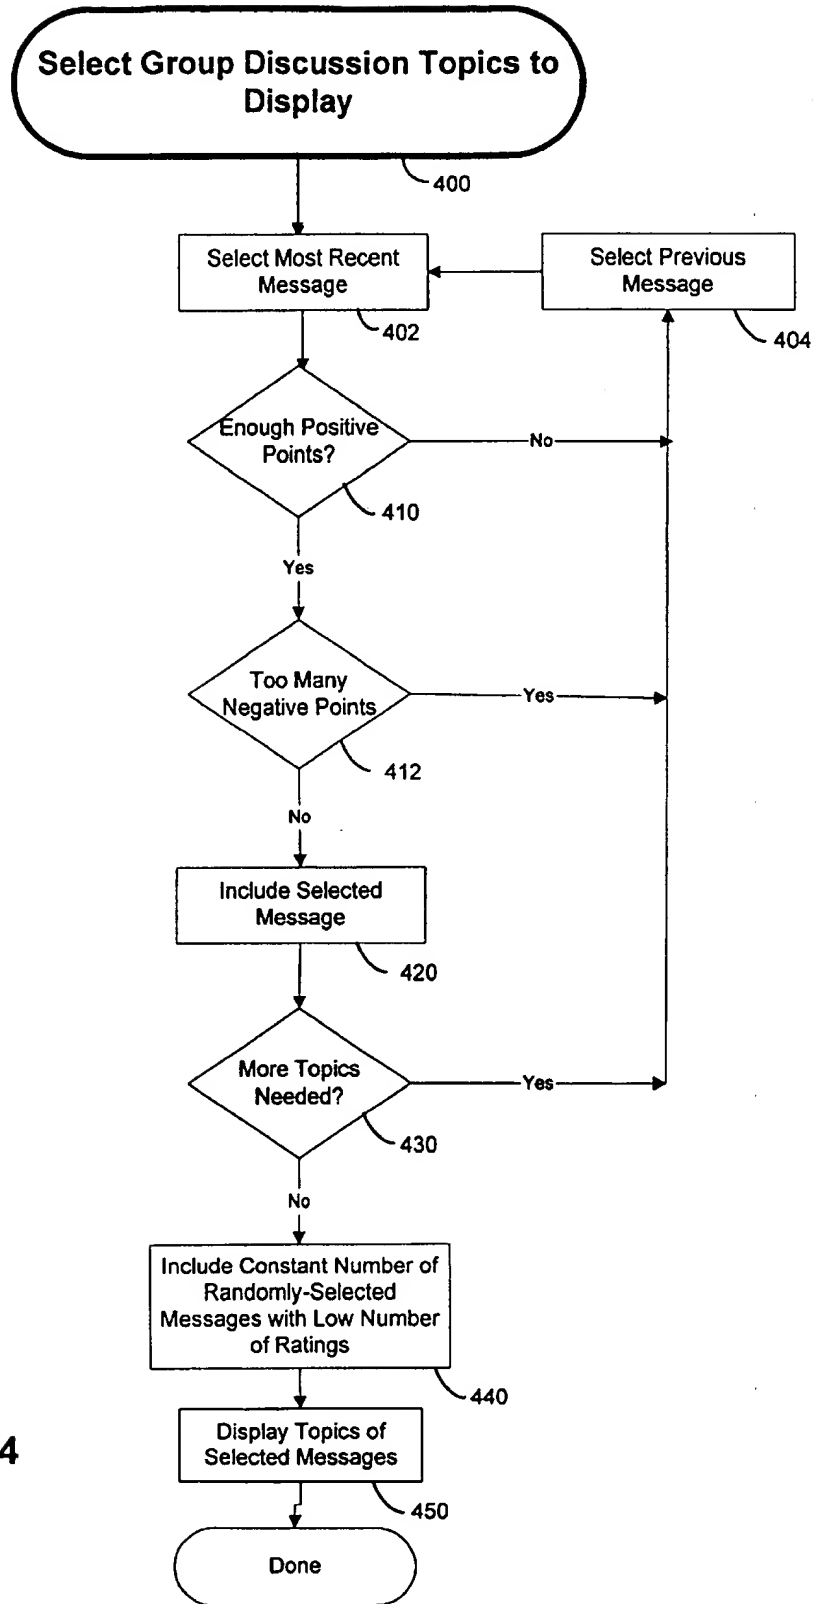 Select Group Discussion Topics to
Display
400
Select Most Recent
Message
402
Select Previous
Message
404
Enough Positive
Points?
No
410
Yes
Too Many
Negative Points
Yes
412
No
Include Selected
Message
420
More Topics
Needed?
Yes
430
No
Include Constant Number of
Randomly-Selected
Messages with Low Number
of Ratings
440
4
Display Topics of
Selected Messages
450
Done